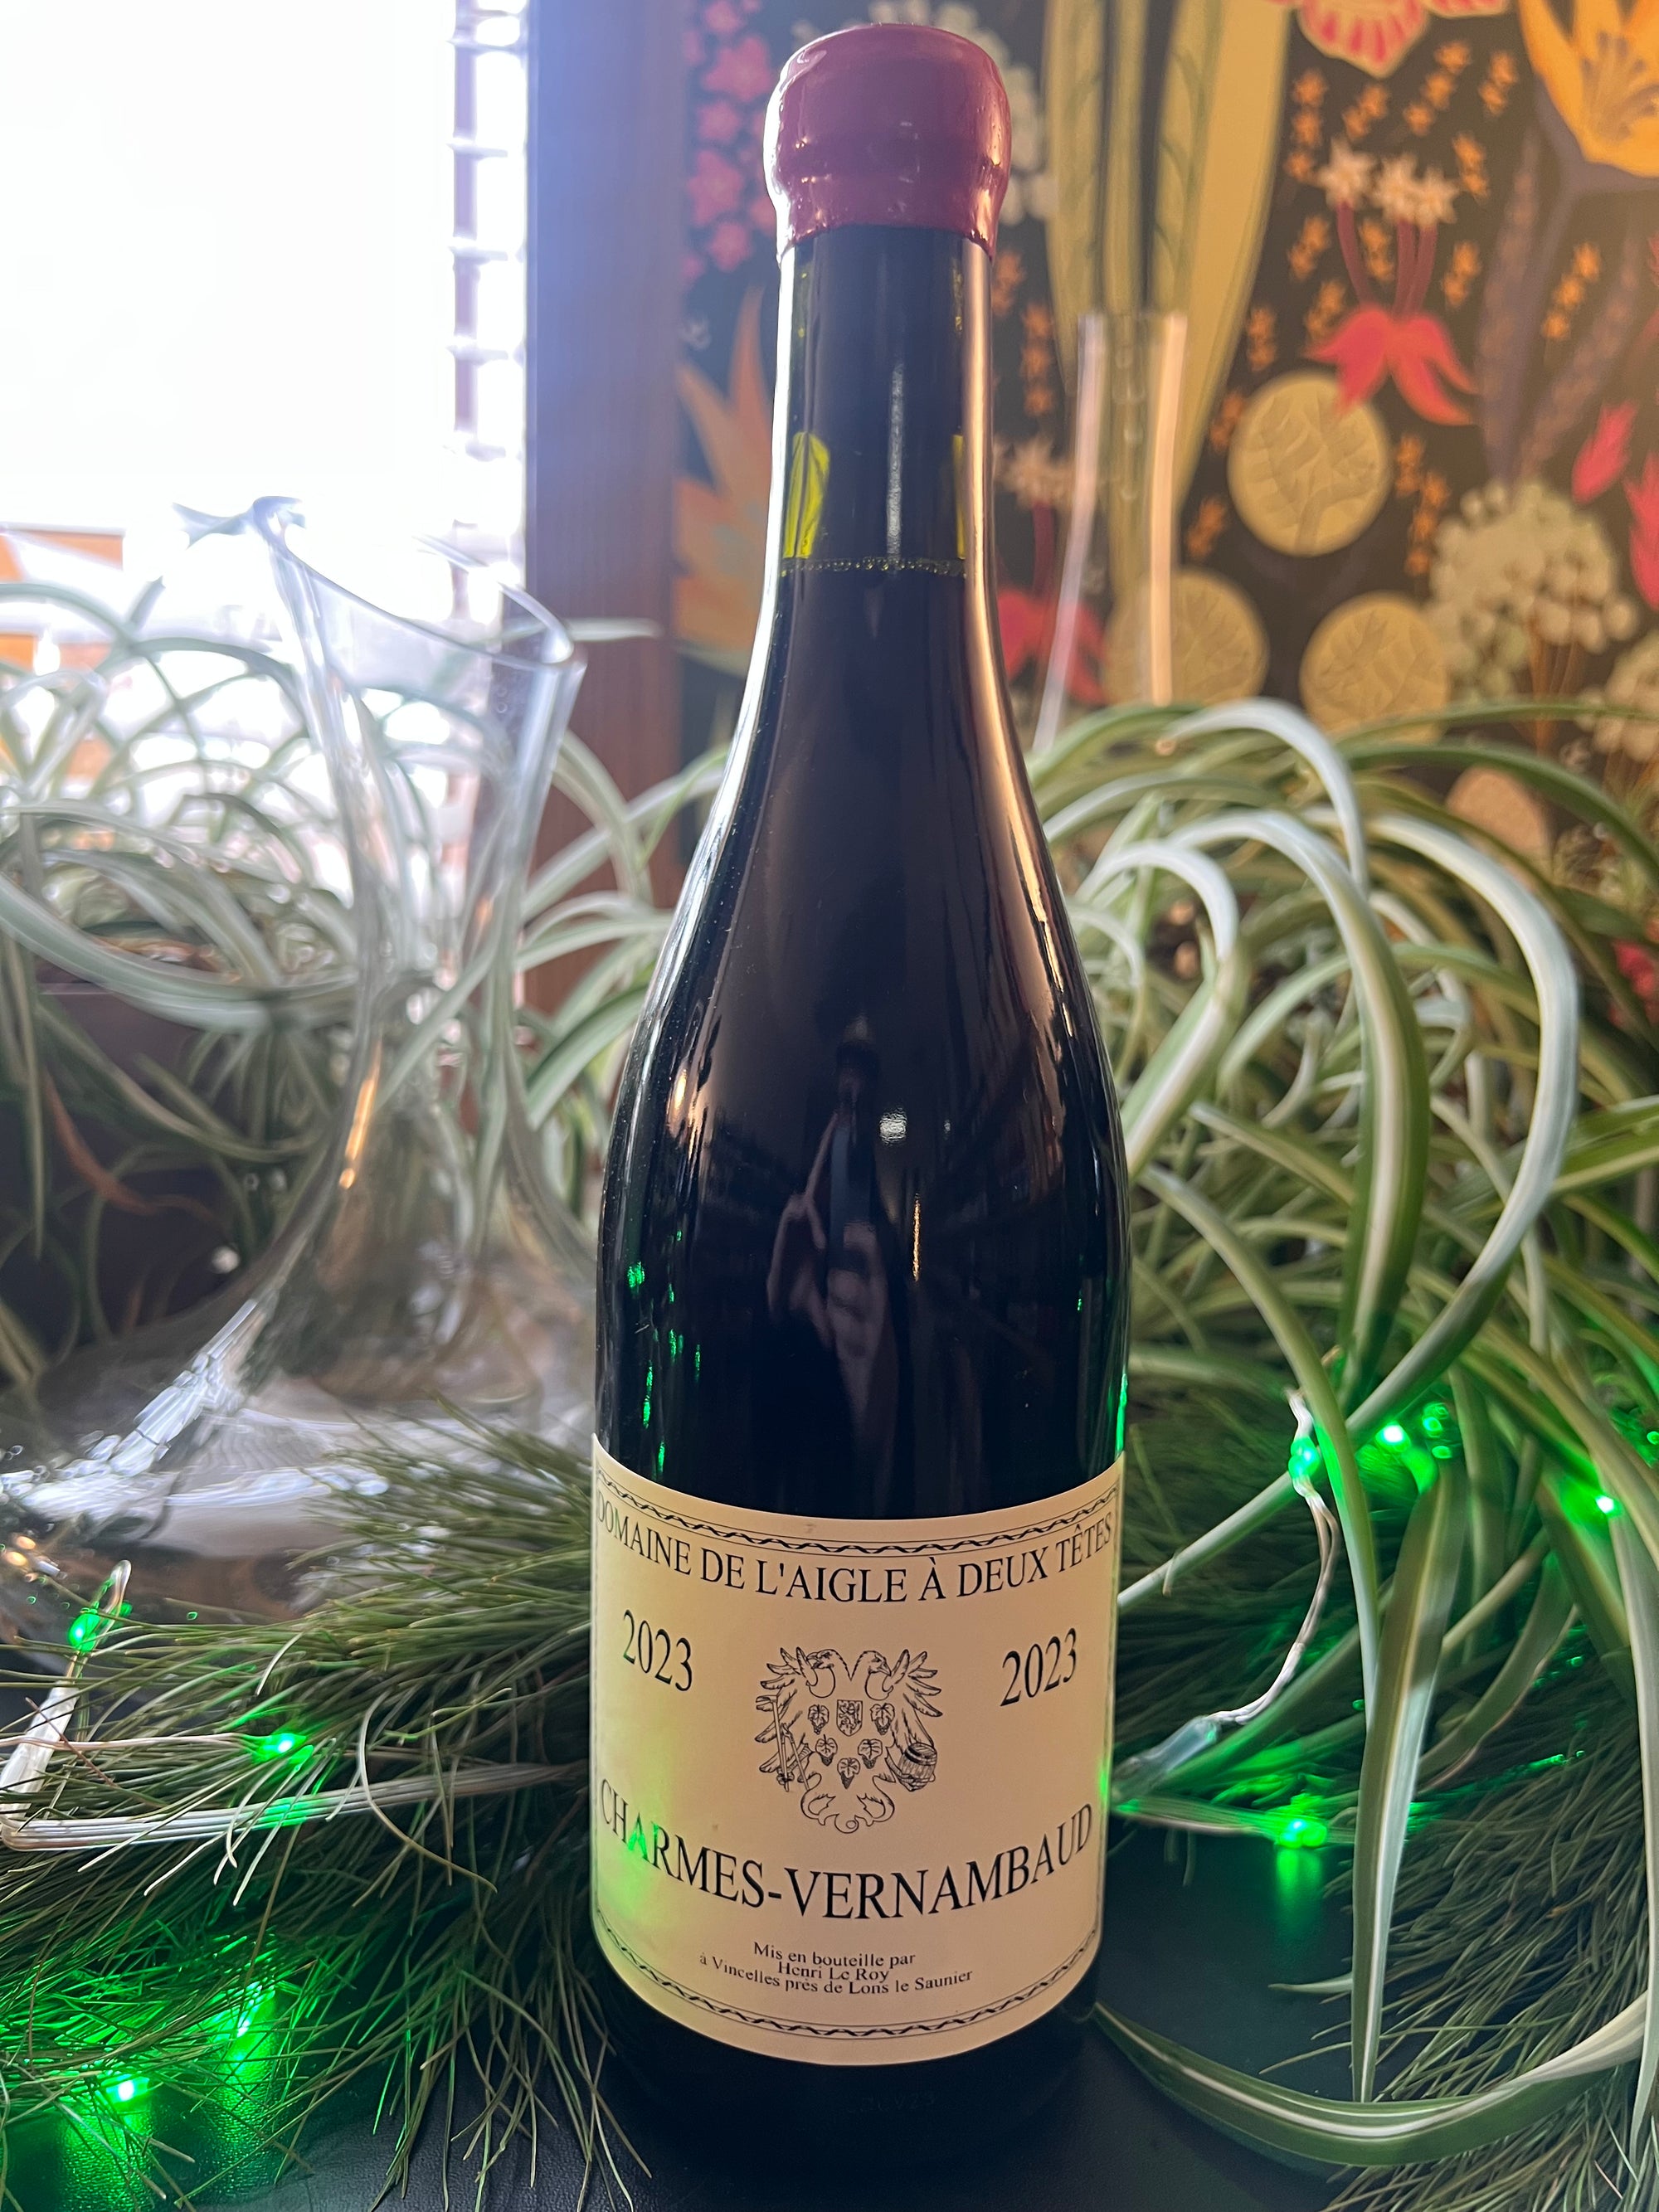 DOMAINE DE L'AIGLE À DEUX TÊTES
2023 2023
CHARMES-VERNAMBAUD
Mis en bouteille par
Henri Le Roy
à Vincelles près de Lons le Saunier